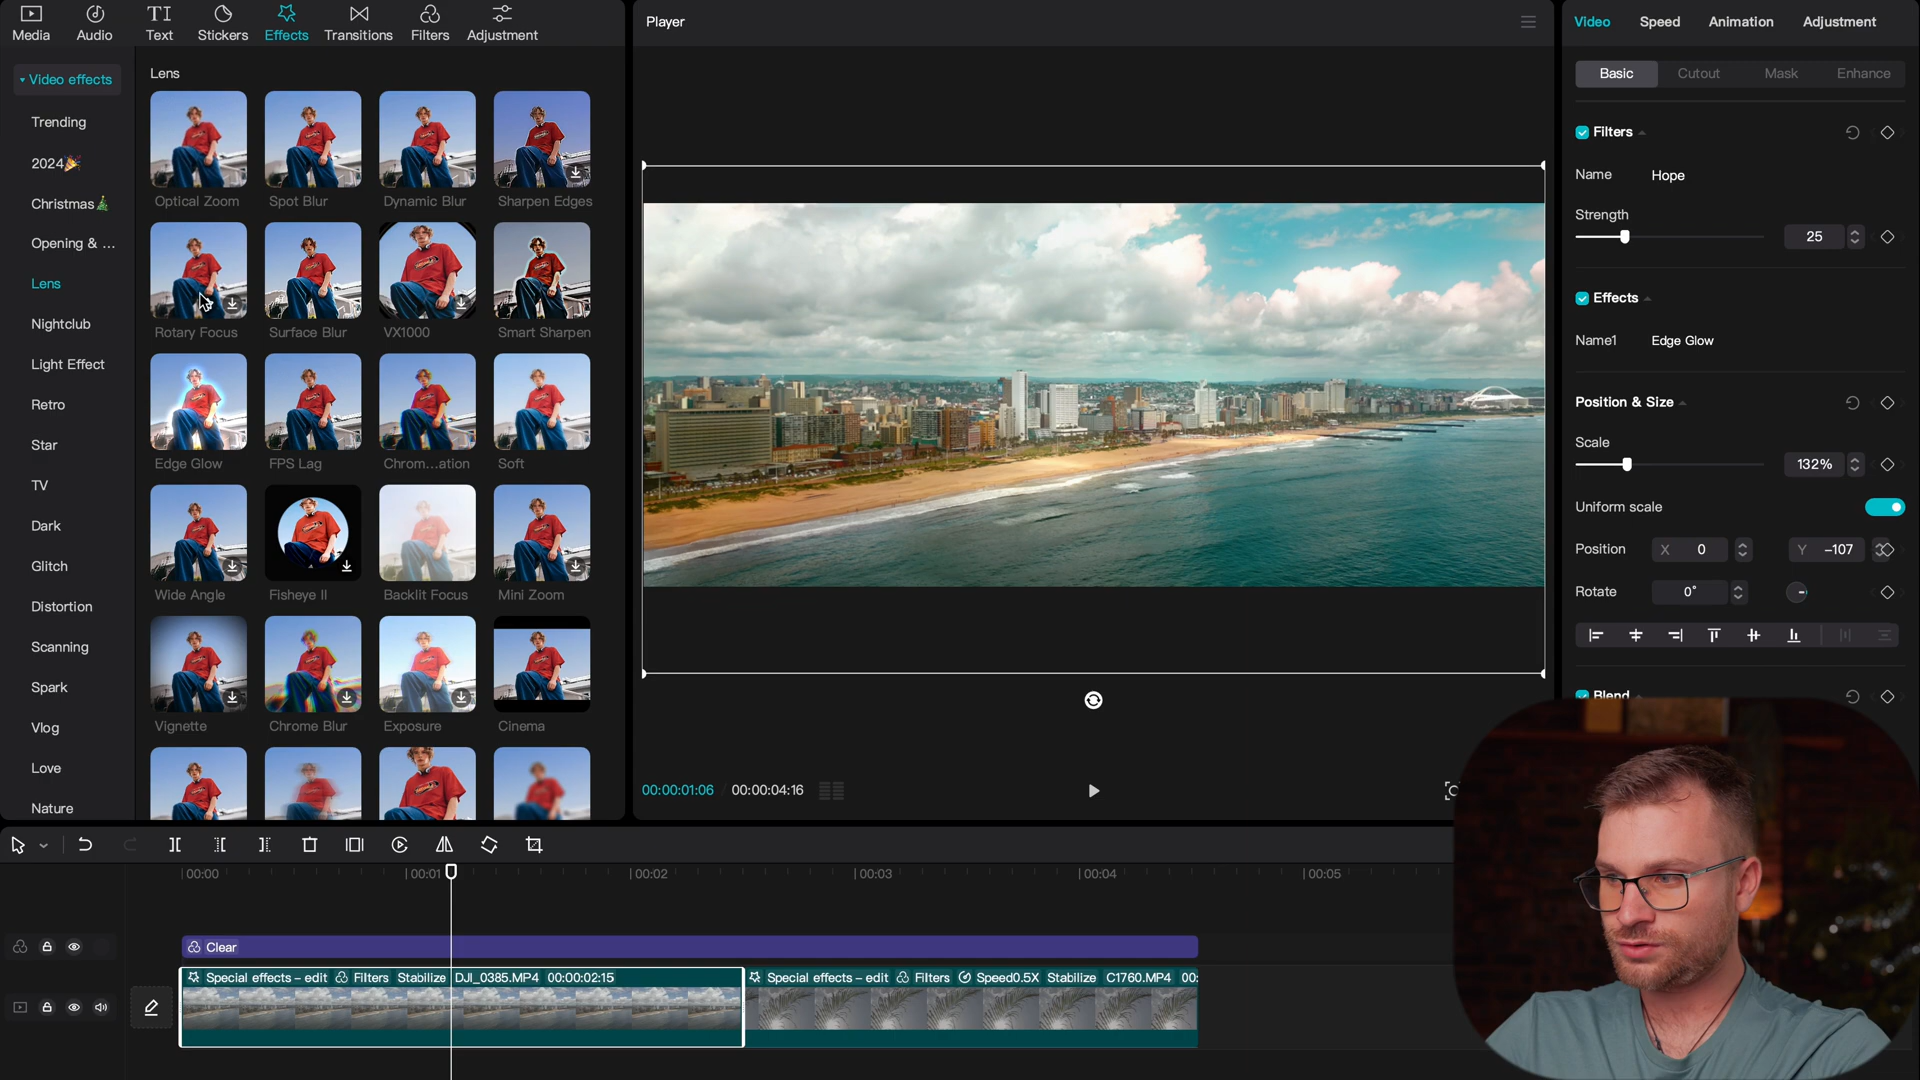 Media Audio Text Stickers Effects Transitions Filters Adjustment
Video effects
Trending
2024🎉
Christmas🎄
Opening & ...
Lens
Nightclub
Light Effect
Retro
Star
TV
Dark
Glitch
Distortion
Scanning
Spark
Vlog
Love
Nature
Lens
Optical Zoom Spot Blur Dynamic Blur Sharpen Edges
Rotary Focus Surface Blur VX1000 Smart Sharpen
Edge Glow FPS Lag Chrom...ation Soft
Wide Angle Fisheye II Backlit Focus Mini Zoom
Vignette Chrome Blur Exposure Cinema
Player
00:00:01:06 00:00:04:16
Video Speed Animation Adjustment
Basic Cutout Mask Enhance
Filters
Name Hope
Strength
25
Effects
Name1 Edge Glow
Position & Size
Scale
132%
Uniform scale
Position X 0 Y -107
Rotate 0°
Blend
00:00 00:01 00:02 00:03 00:04 00:05
Clear
Special effects – edit Filters Stabilize DJI_0385.MP4 00:00:02:15
Special effects – edit Filters Speed0.5X Stabilize C1760.MP4 00: